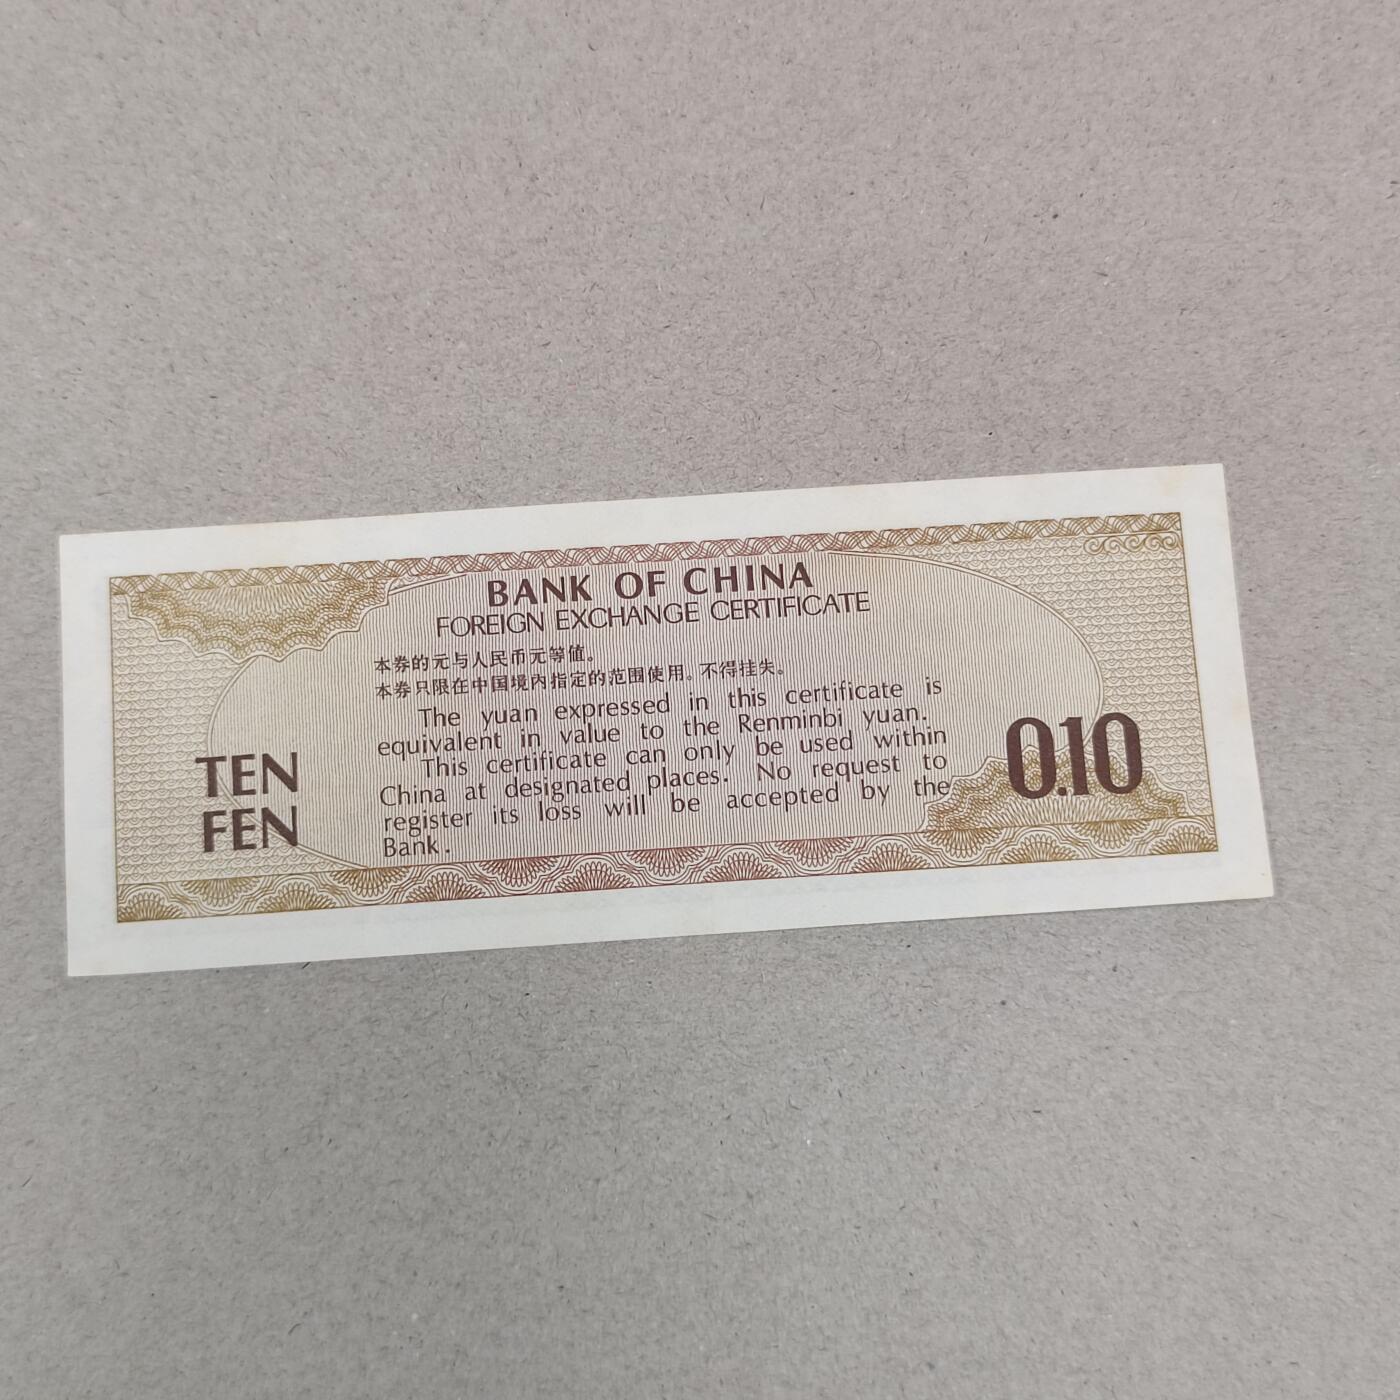 BANK OF CHINA
FOREIGN EXCHANGE CERTIFICATE
本券的元与人民币元等值。
本券只限在中国境内指定的范围使用。不得挂失。
The yuan expressed in this certificate is
equivalent in value to the Renminbi yuan.
This certificate can only be used within
China at designated places. No request to
register its loss will be accepted by the
Bank.
TEN
FEN
0.10